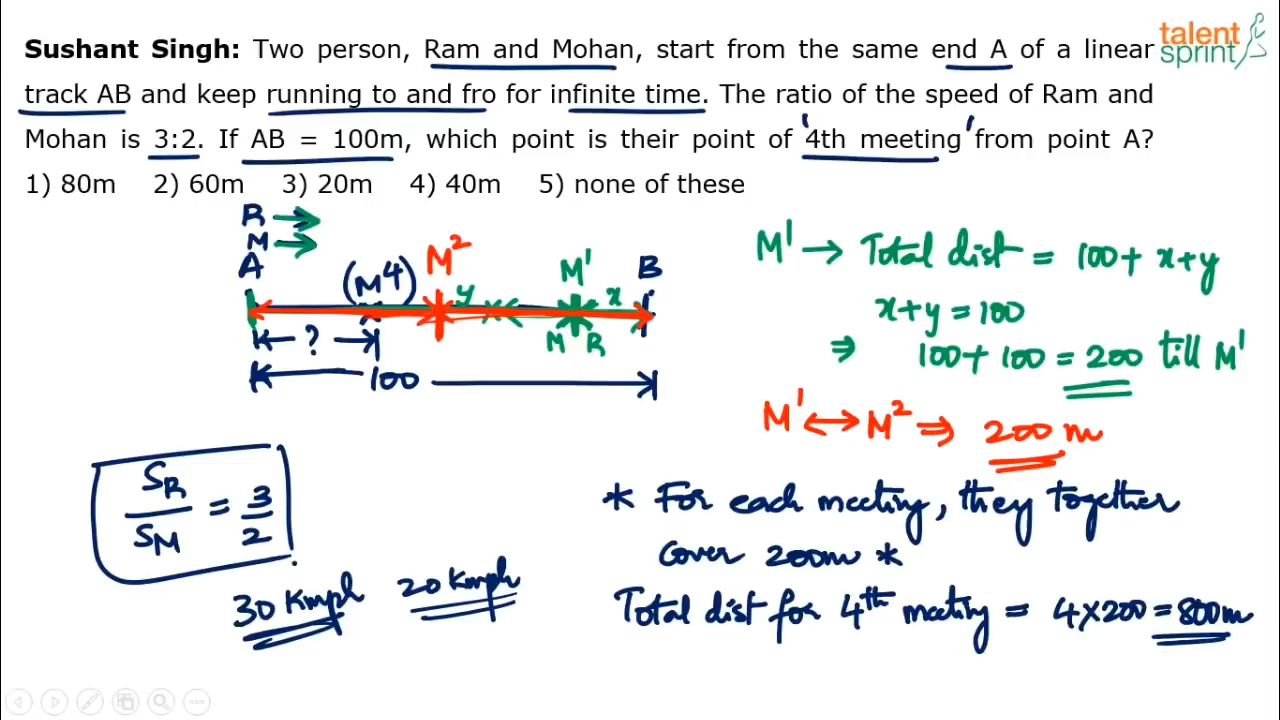 talent
sprint
Sushant Singh: Two person, Ram and Mohan, start from the same end A of a linear
track AB and keep running to and fro for infinite time. The ratio of the speed of Ram and
Mohan is 3:2. If AB = 100m, which point is their point of '4th meeting' from point A?
1) 80m 2) 60m 3) 20m 4) 40m 5) none of these
R
M
A (M4) M2 M' B
y x
? M R
100
M' → Total dist = 100 + x+y
x+y = 100
⇒ 100 + 100 = 200 till M'
M' ↔ M2 ⇒ 200 m
SR/SM = 3/2
30 Kmph 20 Kmph
* For each meeting, they together
cover 200m *
Total dist for 4th meeting = 4×200 = 800m